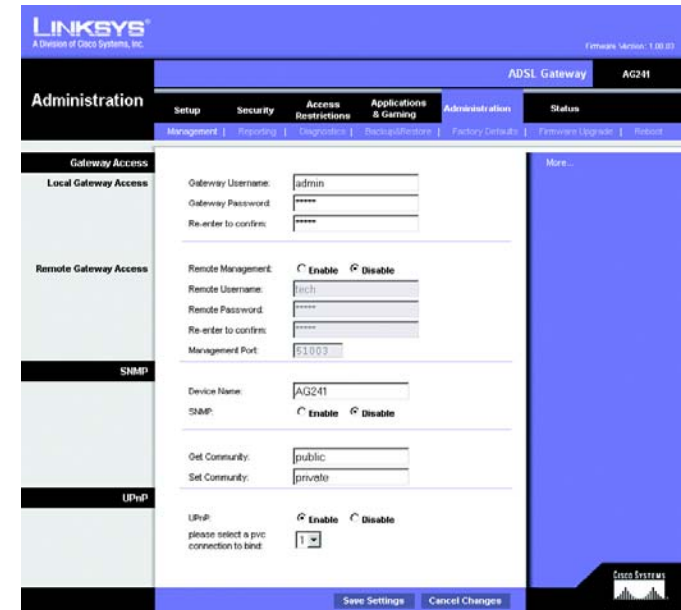 LINKSYS®
A Division of Cisco Systems, Inc.
Firmware Version: 1.00.03
ADSL Gateway AG241
Administration
Setup Security Access Restrictions Applications & Gaming Administration Status
Management | Reporting | Diagnostics | Backup&Restore | Factory Defaults | Firmware Upgrade | Reboot
Gateway Access
More...
Local Gateway Access
Gateway Username: admin
Gateway Password: *****
Re-enter to confirm: *****
Remote Gateway Access
Remote Management: Enable Disable
Remote Username: tech
Remote Password: *****
Re-enter to confirm: *****
Management Port: 51003
SNMP
Device Name: AG241
SNMP: Enable Disable
Get Community: public
Set Community: private
UPnP
UPnP: Enable Disable
please select a pvc
connection to bind: 1
Save Settings Cancel Changes
CISCO SYSTEMS